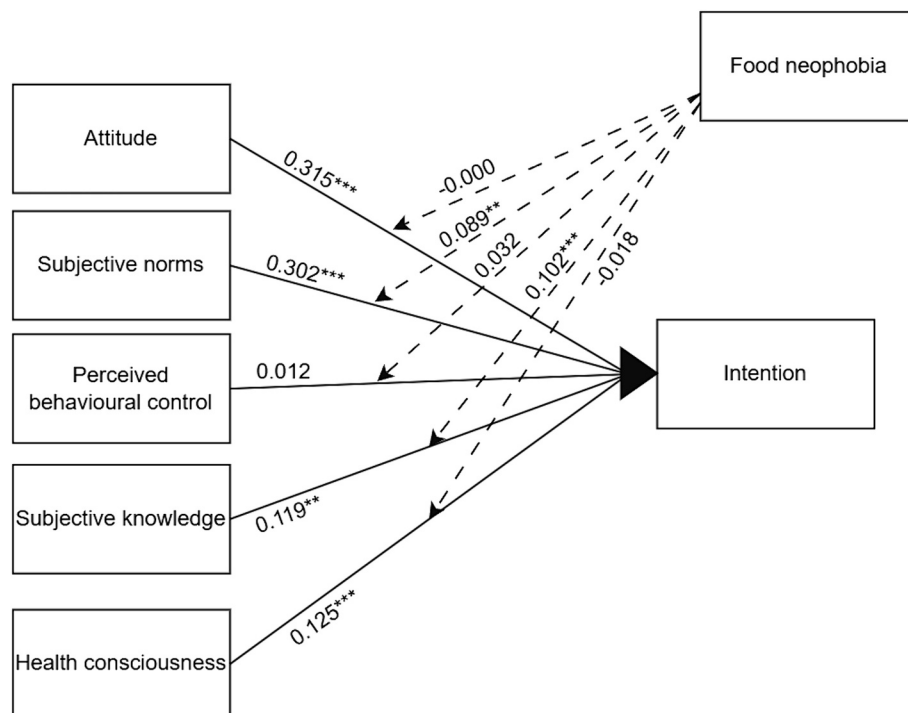 Food neophobia
Attitude
0.315***
-0.000
0.089**
Subjective norms
0.302***
0.032
0.102***
-0.018
Perceived
behavioural control
0.012
Intention
Subjective knowledge
0.119**
Health consciousness
0.125***